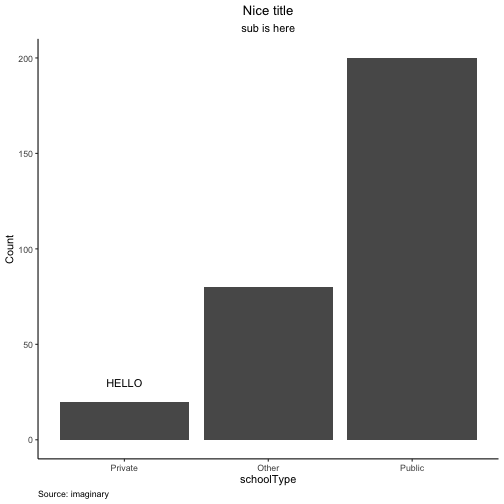 Nice title
sub is here
200
150
100
50
0
Count
HELLO
Private Other Public
schoolType
Source: imaginary